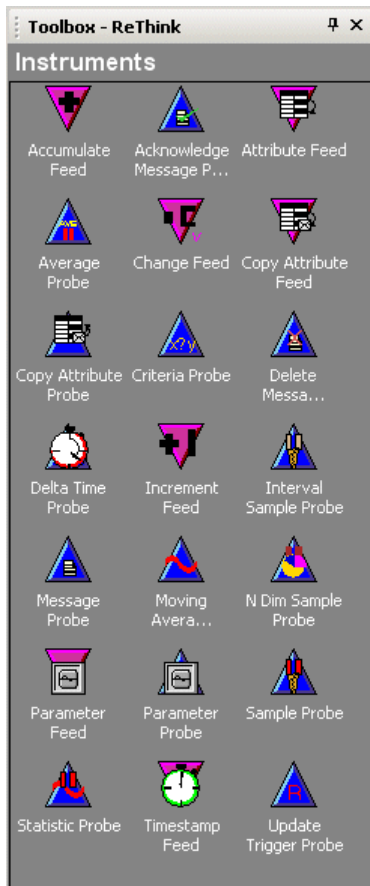 Toolbox - ReThink
Instruments
Accumulate Feed
Acknowledge Message P...
Attribute Feed
Average Probe
Change Feed
Copy Attribute Feed
Copy Attribute Probe
Criteria Probe
Delete Messa...
Delta Time Probe
Increment Feed
Interval Sample Probe
Message Probe
Moving Avera...
N Dim Sample Probe
Parameter Feed
Parameter Probe
Sample Probe
Statistic Probe
Timestamp Feed
R
Update Trigger Probe